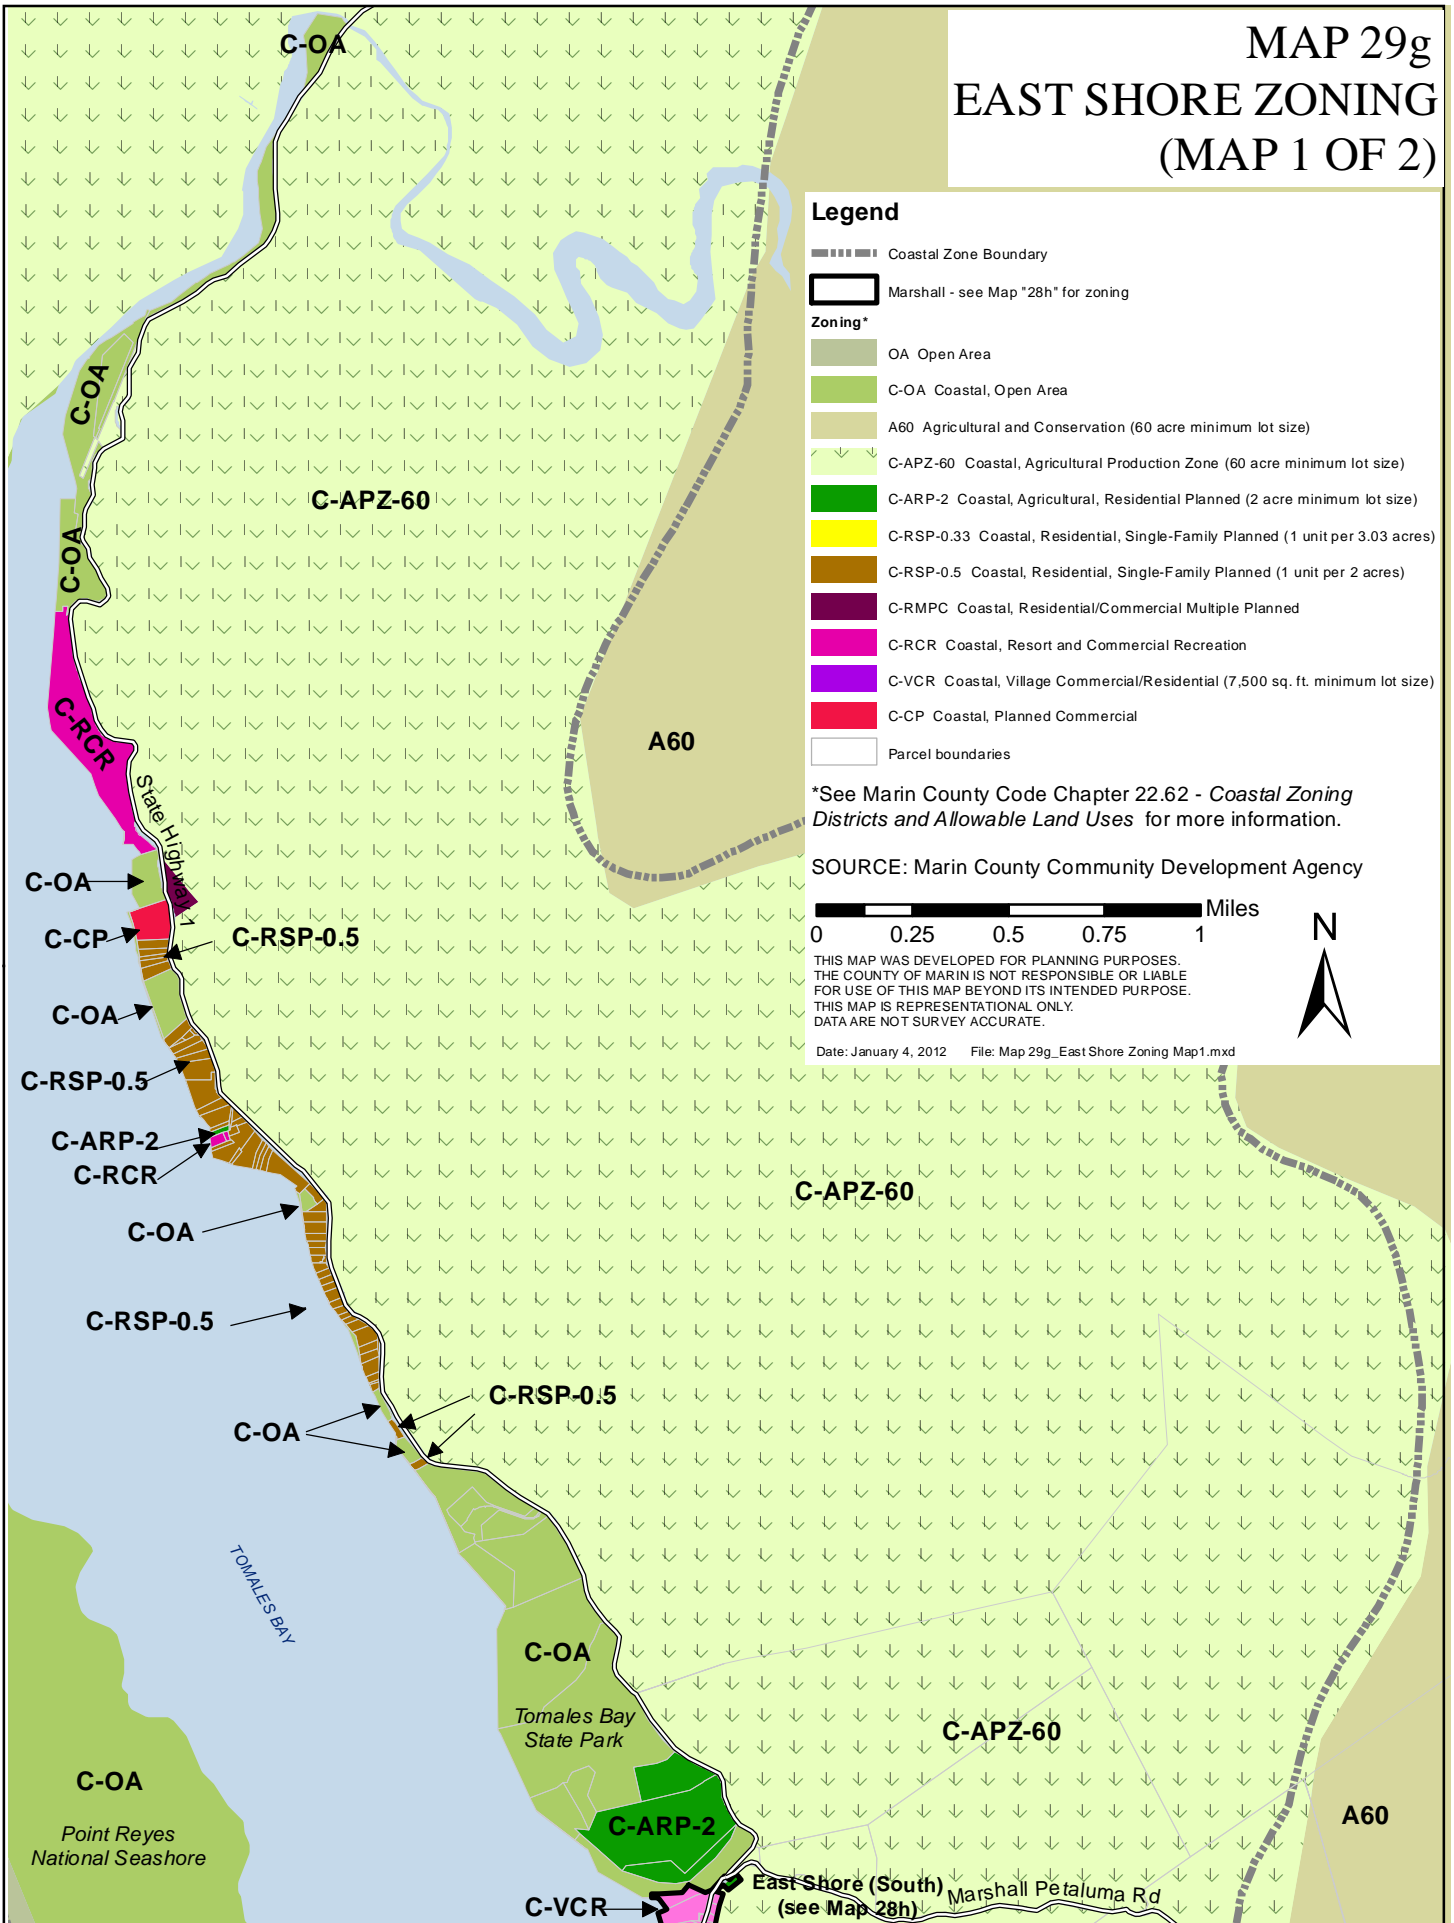 MAP 29g
EAST SHORE ZONING
(MAP 1 OF 2)
Legend
Coastal Zone Boundary
Marshall - see Map "28h" for zoning
Zoning*
OA Open Area
C-OA Coastal, Open Area
A60 Agricultural and Conservation (60 acre minimum lot size)
C-APZ-60 Coastal, Agricultural Production Zone (60 acre minimum lot size)
C-ARP-2 Coastal, Agricultural, Residential Planned (2 acre minimum lot size)
C-RSP-0.33 Coastal, Residential, Single-Family Planned (1 unit per 3.03 acres)
C-RSP-0.5 Coastal, Residential, Single-Family Planned (1 unit per 2 acres)
C-RMPC Coastal, Residential/Commercial Multiple Planned
C-RCR Coastal, Resort and Commercial Recreation
C-VCR Coastal, Village Commercial/Residential (7,500 sq. ft. minimum lot size)
C-CP Coastal, Planned Commercial
Parcel boundaries
*See Marin County Code Chapter 22.62 - Coastal Zoning
Districts and Allowable Land Uses for more information.
SOURCE: Marin County Community Development Agency
Miles
0 0.25 0.5 0.75 1
N
THIS MAP WAS DEVELOPED FOR PLANNING PURPOSES.
THE COUNTY OF MARIN IS NOT RESPONSIBLE OR LIABLE
FOR USE OF THIS MAP BEYOND ITS INTENDED PURPOSE.
THIS MAP IS REPRESENTATIONAL ONLY.
DATA ARE NOT SURVEY ACCURATE.
Date: January 4, 2012 File: Map 29g_East Shore Zoning Map1.mxd
C-OA
C-OA
C-APZ-60
C-OA
C-RCR
A60
State Highway 1
C-OA
C-CP
C-RSP-0.5
C-OA
C-RSP-0.5
C-ARP-2
C-RCR
C-APZ-60
C-OA
C-RSP-0.5
C-RSP-0.5
C-OA
TOMALES BAY
C-OA
Tomales Bay
State Park
C-APZ-60
C-OA
Point Reyes
National Seashore
C-ARP-2
A60
C-VCR
East Shore (South)
(see Map 28h)
Marshall Petaluma Rd